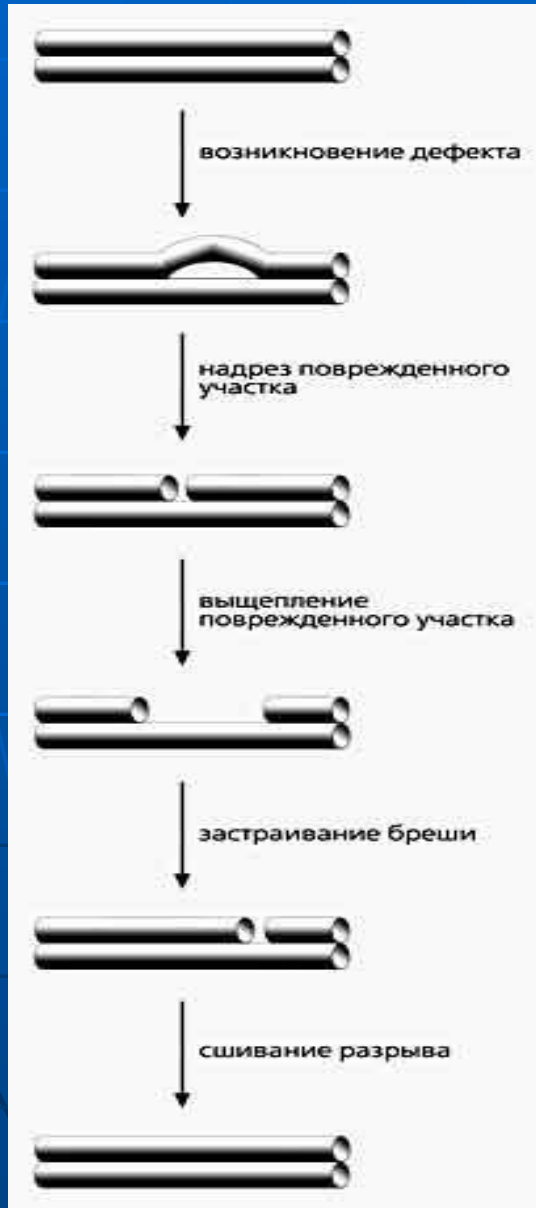 возникновение дефекта
надрез поврежденного
участка
выщепление
поврежденного участка
застраивание бреши
сшивание разрыва